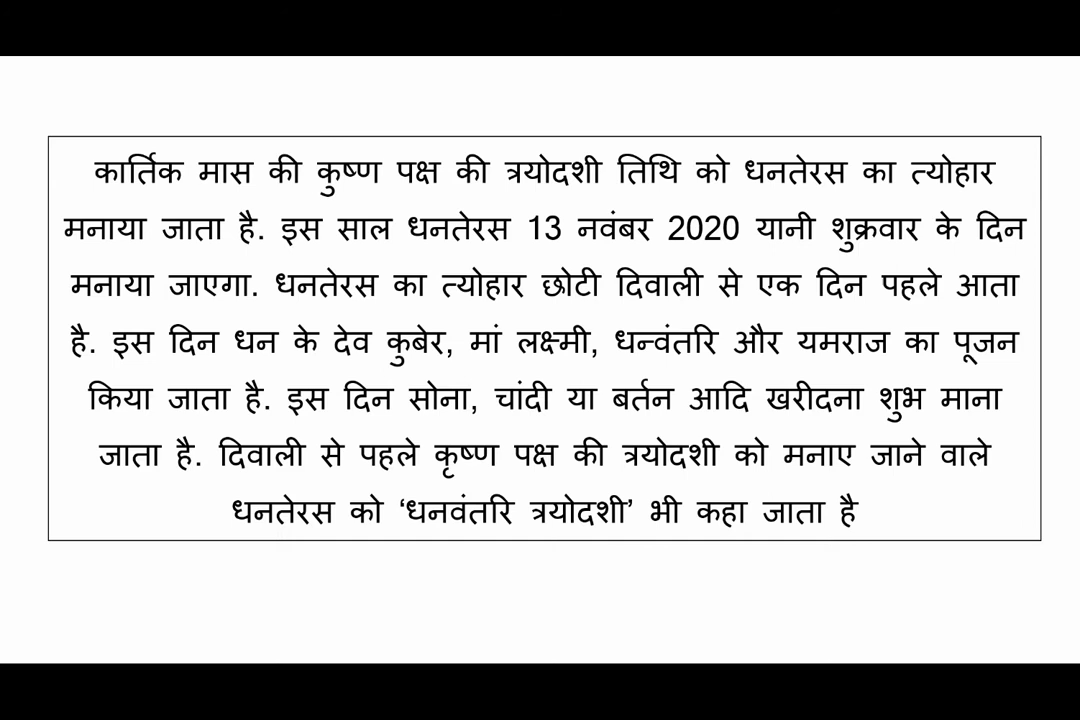 कार्तिक मास की कुष्ण पक्ष की त्रयोदशी तिथि को धनतेरस का त्योहार
मनाया जाता है. इस साल धनतेरस 13 नवंबर 2020 यानी शुक्रवार के दिन
मनाया जाएगा. धनतेरस का त्योहार छोटी दिवाली से एक दिन पहले आता
है. इस दिन धन के देव कुबेर, मां लक्ष्मी, धन्वंतरि और यमराज का पूजन
किया जाता है. इस दिन सोना, चांदी या बर्तन आदि खरीदना शुभ माना
जाता है. दिवाली से पहले कृष्ण पक्ष की त्रयोदशी को मनाए जाने वाले
धनतेरस को ‘धनवंतरि त्रयोदशी’ भी कहा जाता है